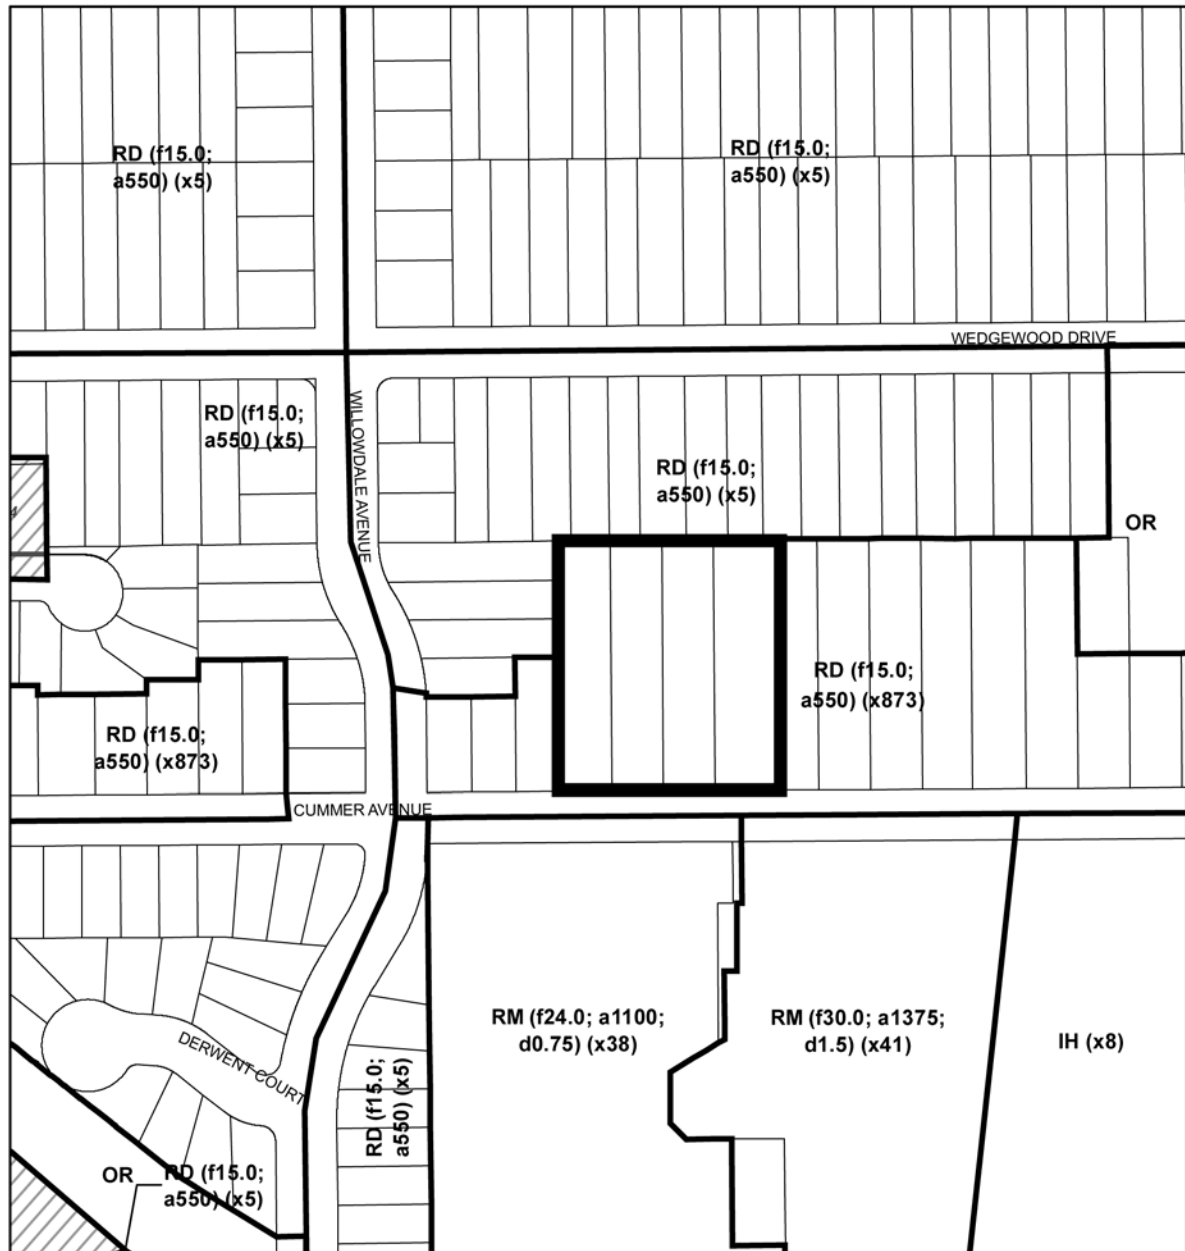 RD (f15.0;
a550) (x5)
RD (f15.0;
a550) (x5)
WEDGEWOOD DRIVE
RD (f15.0;
a550) (x5)
WILLOWDALE AVENUE
RD (f15.0;
a550) (x5)
OR
RD (f15.0;
a550) (x873)
RD (f15.0;
a550) (x873)
CUMMER AVENUE
RM (f24.0; a1100;
d0.75) (x38)
RM (f30.0; a1375;
d1.5) (x41)
IH (x8)
DERWENT COURT
RD (f15.0;
a550) (x5)
OR
RD (f15.0;
a550) (x5)